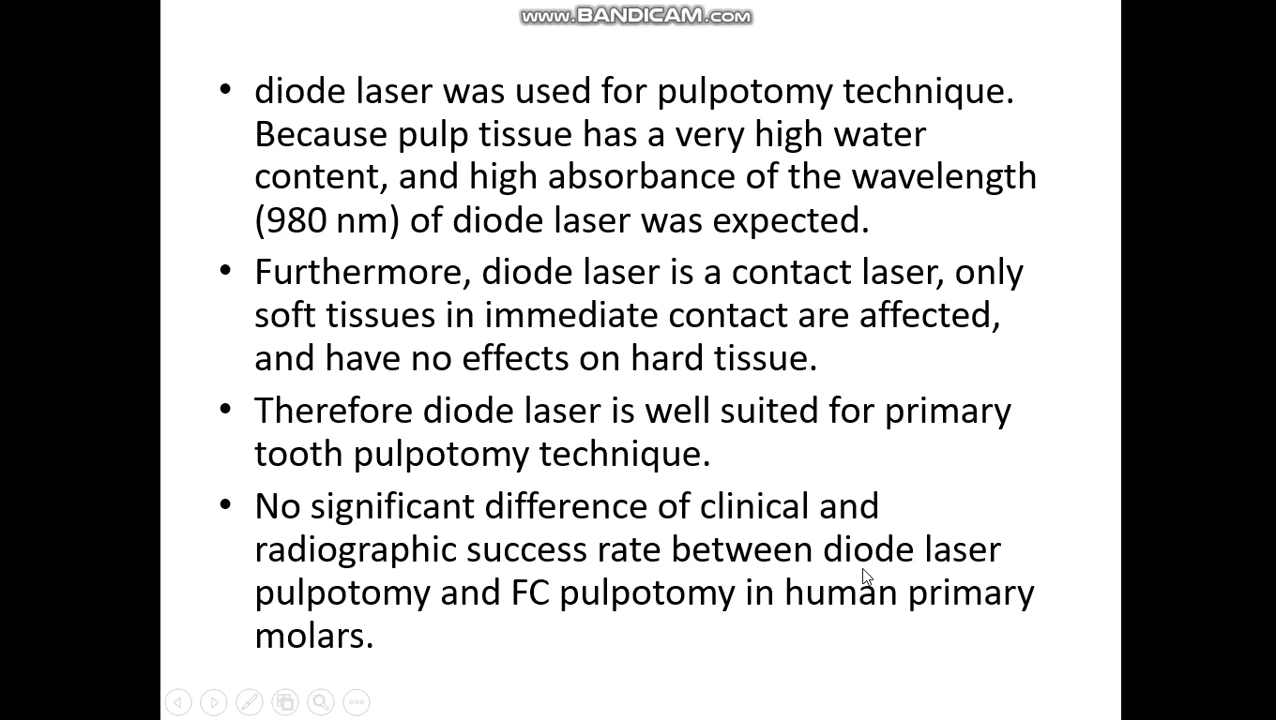 www.BANDICAM.com
• diode laser was used for pulpotomy technique.
Because pulp tissue has a very high water
content, and high absorbance of the wavelength
(980 nm) of diode laser was expected.
• Furthermore, diode laser is a contact laser, only
soft tissues in immediate contact are affected,
and have no effects on hard tissue.
• Therefore diode laser is well suited for primary
tooth pulpotomy technique.
• No significant difference of clinical and
radiographic success rate between diode laser
pulpotomy and FC pulpotomy in human primary
molars.